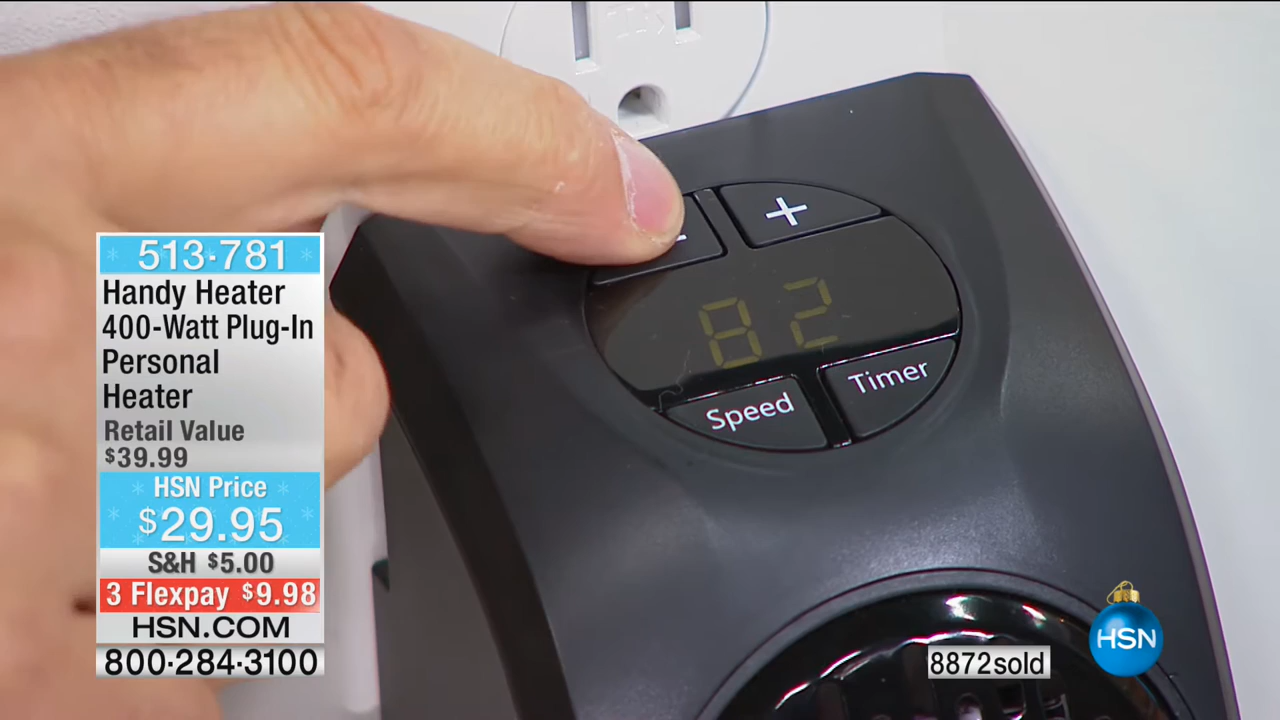 513-781
Handy Heater
400-Watt Plug-In
Personal
Heater
Retail Value
$39.99
HSN Price
$29.95
S&H $5.00
3 Flexpay $9.98
HSN.COM
800-284-3100
- +
82
Speed Timer
8872sold
HSN